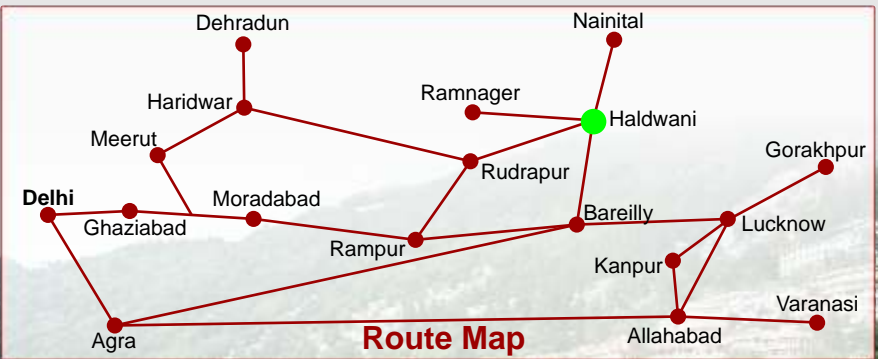 Dehradun
Nainital
Haridwar
Ramnager
Haldwani
Meerut
Rudrapur
Gorakhpur
Delhi
Moradabad
Ghaziabad
Bareilly
Lucknow
Rampur
Kanpur
Varanasi
Agra
Route Map
Allahabad